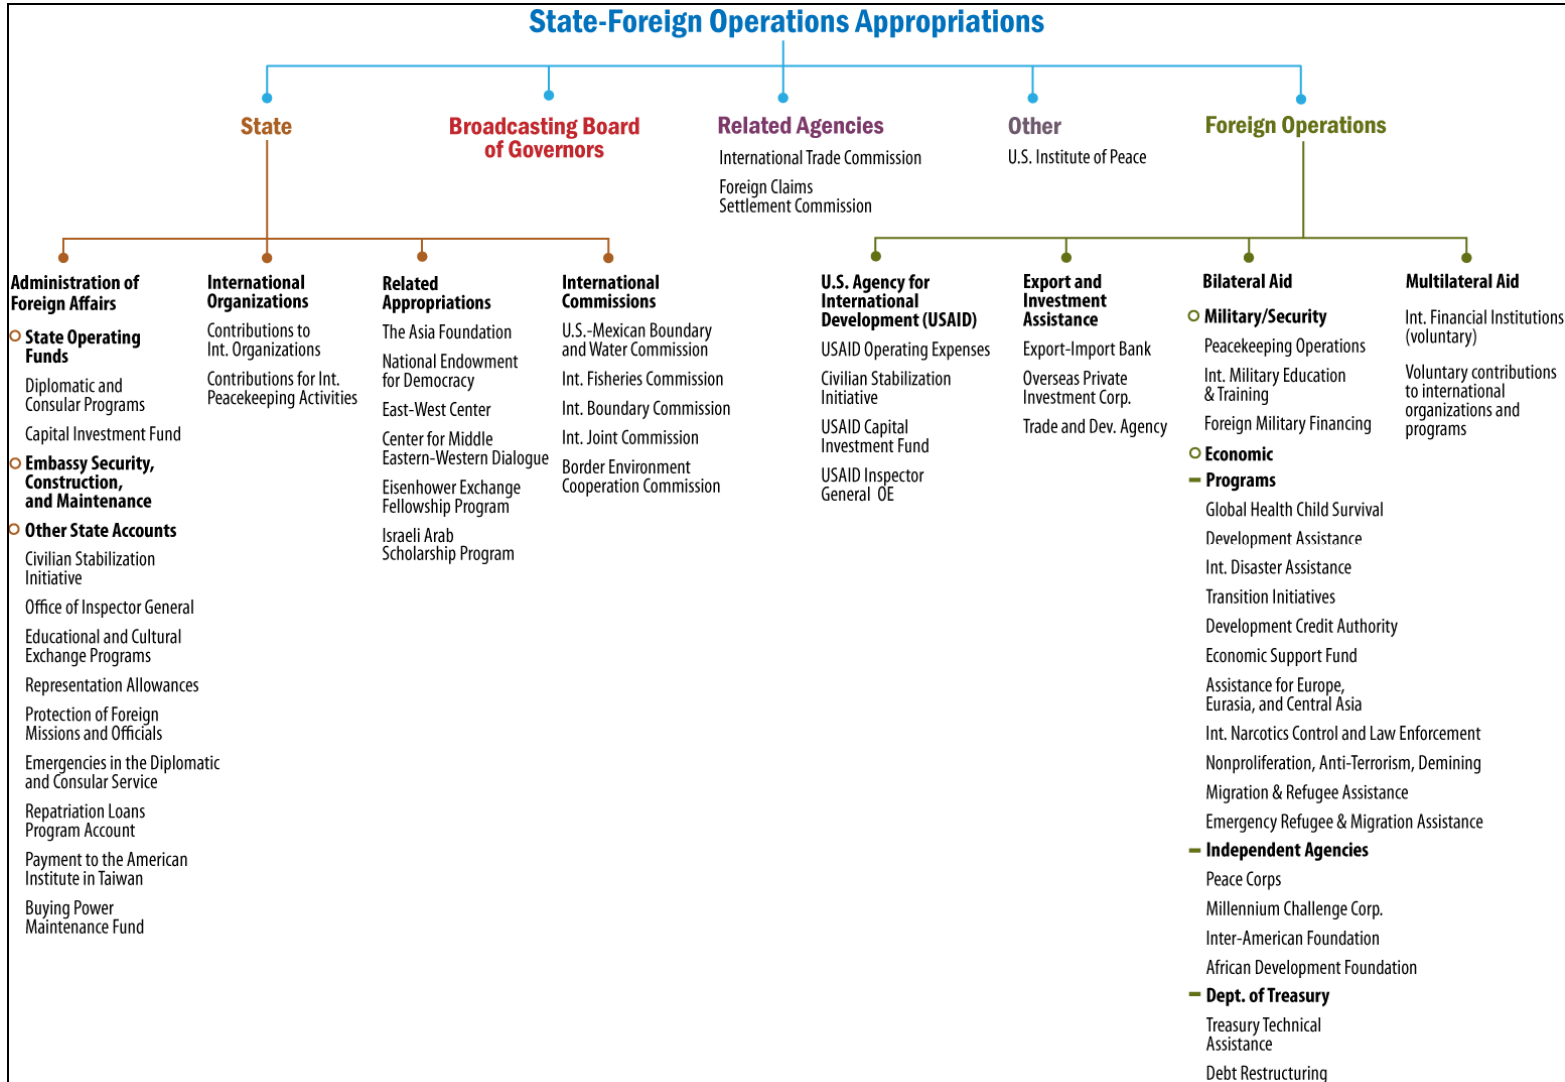 State-Foreign Operations Appropriations
State
Broadcasting Board
of Governors
Related Agencies
International Trade Commission
Foreign Claims
Settlement Commission
Other
U.S. Institute of Peace
Foreign Operations
Administration of
Foreign Affairs
State Operating
Funds
Diplomatic and
Consular Programs
Capital Investment Fund
Embassy Security,
Construction,
and Maintenance
Other State Accounts
Civilian Stabilization
Initiative
Office of Inspector General
Educational and Cultural
Exchange Programs
Representation Allowances
Protection of Foreign
Missions and Officials
Emergencies in the Diplomatic
and Consular Service
Repatriation Loans
Program Account
Payment to the American
Institute in Taiwan
Buying Power
Maintenance Fund
International
Organizations
Contributions to
Int. Organizations
Contributions for Int.
Peacekeeping Activities
Related
Appropriations
The Asia Foundation
National Endowment
for Democracy
East-West Center
Center for Middle
Eastern-Western Dialogue
Eisenhower Exchange
Fellowship Program
Israeli Arab
Scholarship Program
International
Commissions
U.S.-Mexican Boundary
and Water Commission
Int. Fisheries Commission
Int. Boundary Commission
Int. Joint Commission
Border Environment
Cooperation Commission
U.S. Agency for
International
Development (USAID)
USAID Operating Expenses
Civilian Stabilization
Initiative
USAID Capital
Investment Fund
USAID Inspector
General OE
Export and
Investment
Assistance
Export-Import Bank
Overseas Private
Investment Corp.
Trade and Dev. Agency
Bilateral Aid
Military/Security
Peacekeeping Operations
Int. Military Education
& Training
Foreign Military Financing
Economic
Programs
Global Health Child Survival
Development Assistance
Int. Disaster Assistance
Transition Initiatives
Development Credit Authority
Economic Support Fund
Assistance for Europe,
Eurasia, and Central Asia
Int. Narcotics Control and Law Enforcement
Nonproliferation, Anti-Terrorism, Demining
Migration & Refugee Assistance
Emergency Refugee & Migration Assistance
Independent Agencies
Peace Corps
Millennium Challenge Corp.
Inter-American Foundation
African Development Foundation
Dept. of Treasury
Treasury Technical
Assistance
Debt Restructuring
Multilateral Aid
Int. Financial Institutions
(voluntary)
Voluntary contributions
to international
organizations and
programs